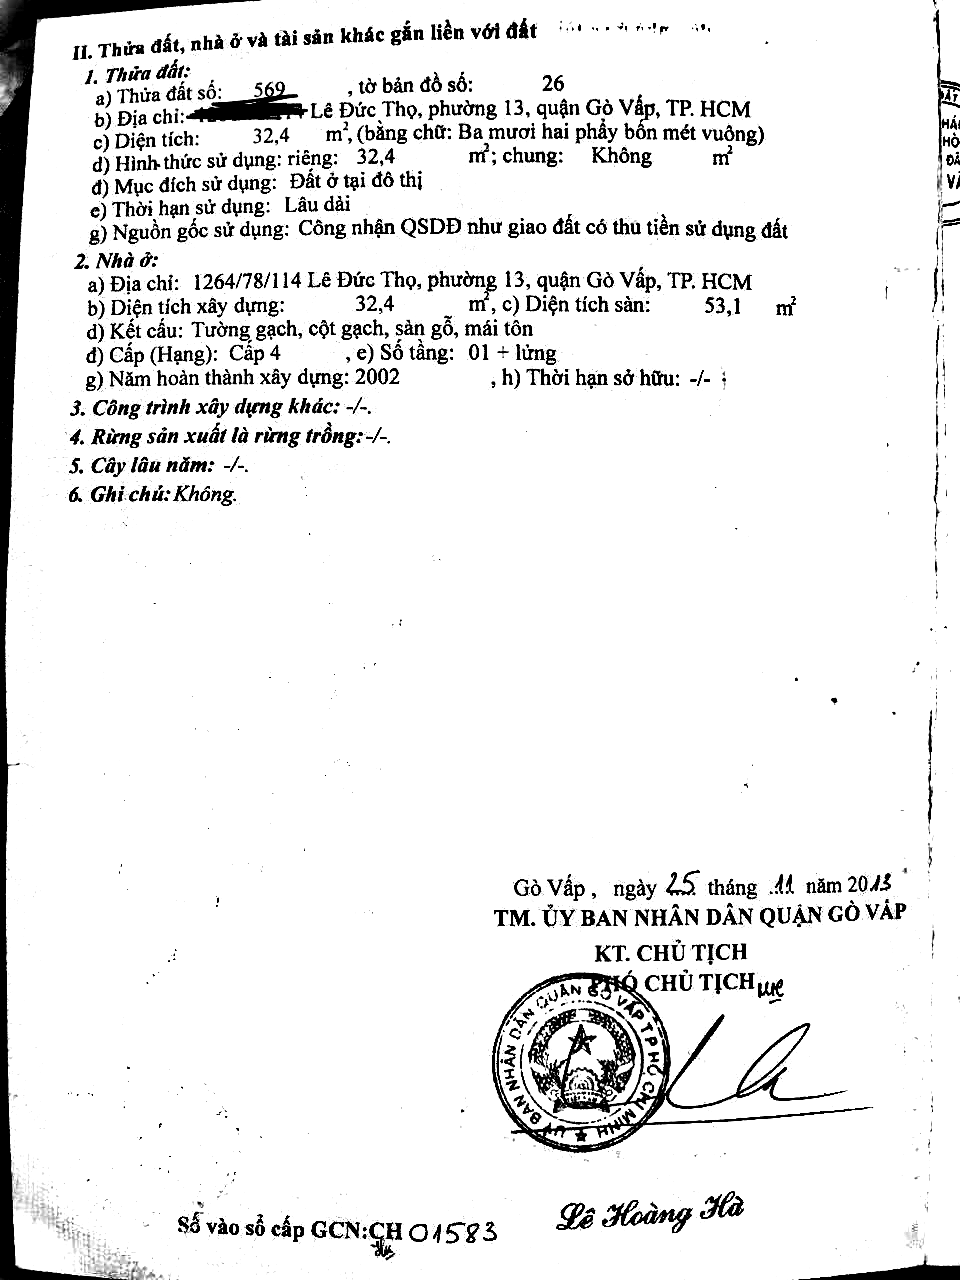 II. Thửa đất, nhà ở và tài sản khác gắn liền với đất
1. Thửa đất:
a) Thửa đất số: 569 , tờ bản đồ số: 26
b) Địa chỉ: Lê Đức Thọ, phường 13, quận Gò Vấp, TP. HCM
c) Diện tích: 32,4 m², (bằng chữ: Ba mươi hai phẩy bốn mét vuông)
d) Hình thức sử dụng: riêng: 32,4 m²; chung: Không m²
đ) Mục đích sử dụng: Đất ở tại đô thị
e) Thời hạn sử dụng: Lâu dài
g) Nguồn gốc sử dụng: Công nhận QSDĐ như giao đất có thu tiền sử dụng đất
2. Nhà ở:
a) Địa chỉ: 1264/78/114 Lê Đức Thọ, phường 13, quận Gò Vấp, TP. HCM
b) Diện tích xây dựng: 32,4 m², c) Diện tích sàn: 53,1 m²
d) Kết cấu: Tường gạch, cột gạch, sàn gỗ, mái tôn
đ) Cấp (Hạng): Cấp 4 , e) Số tầng: 01 + lửng
g) Năm hoàn thành xây dựng: 2002 , h) Thời hạn sở hữu: -/-
3. Công trình xây dựng khác: -/-.
4. Rừng sản xuất là rừng trồng: -/-.
5. Cây lâu năm: -/-.
6. Ghi chú: Không.
Gò Vấp , ngày 25 tháng 11 năm 2013
TM. ỦY BAN NHÂN DÂN QUẬN GÒ VẤP
KT. CHỦ TỊCH
PHÓ CHỦ TỊCH
ỦY BAN NHÂN DÂN QUẬN GÒ VẤP TP HỒ CHÍ MINH
Lê Hoàng Hà
Số vào sổ cấp GCN: CH 01583